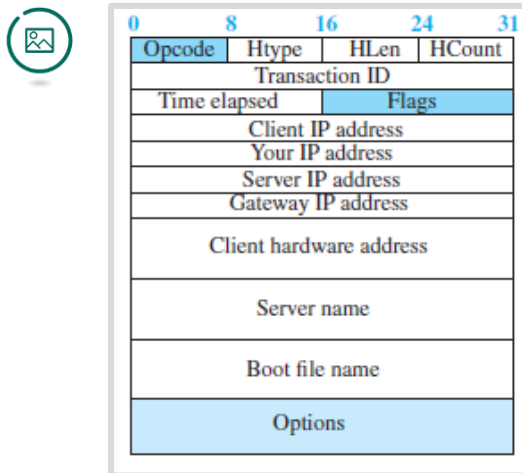 0 8 16 24 31
Opcode Htype HLen HCount
Transaction ID
Time elapsed Flags
Client IP address
Your IP address
Server IP address
Gateway IP address
Client hardware address
Server name
Boot file name
Options